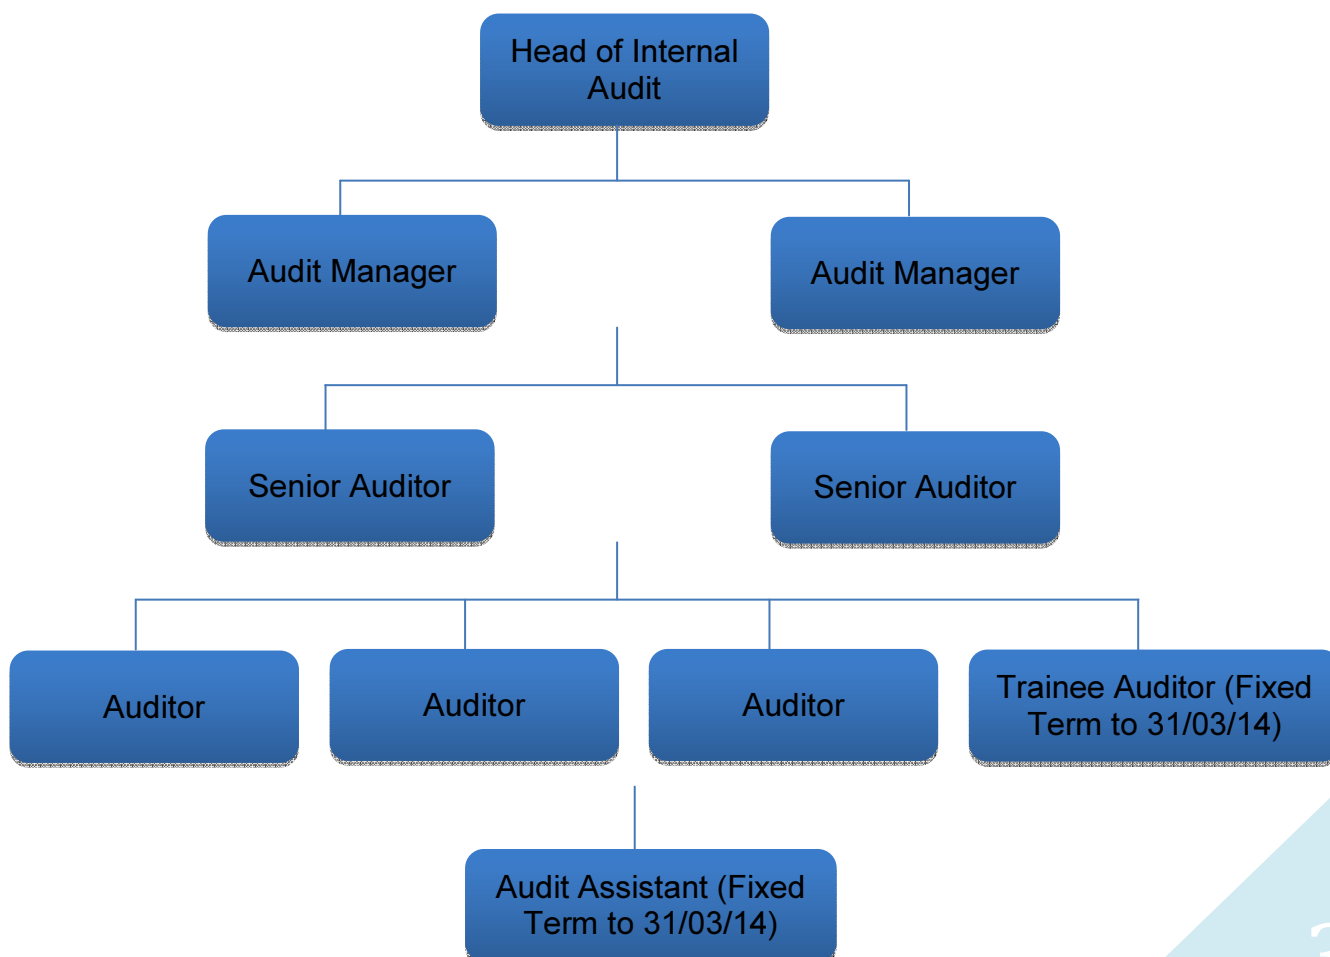 Head of Internal
Audit
Audit Manager
Audit Manager
Senior Auditor
Senior Auditor
Auditor
Auditor
Auditor
Trainee Auditor (Fixed
Term to 31/03/14)
Audit Assistant (Fixed
Term to 31/03/14)